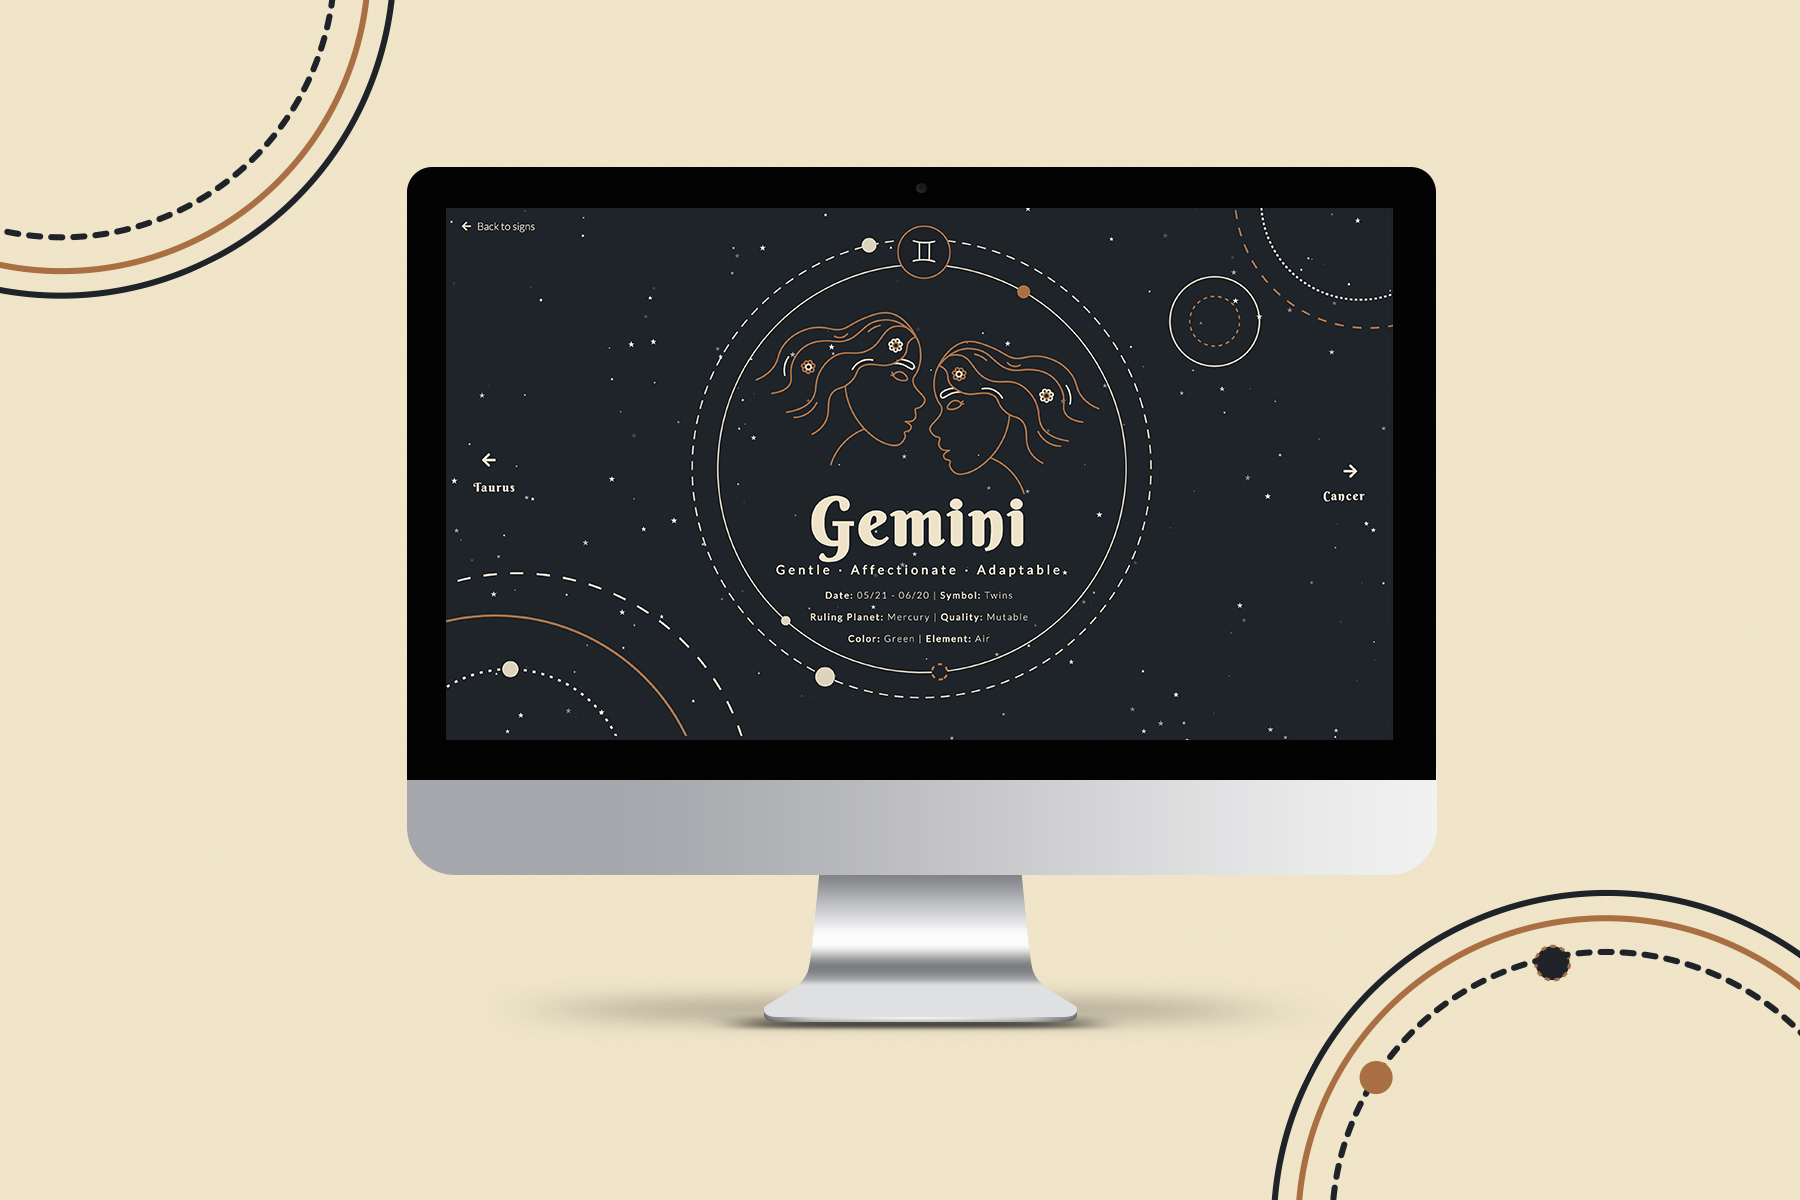 ← Back to signs
♊
← Taurus
→ Cancer
Gemini
Gentle · Affectionate · Adaptable
Date: 05/21 - 06/20 | Symbol: Twins
Ruling Planet: Mercury | Quality: Mutable
Color: Green | Element: Air